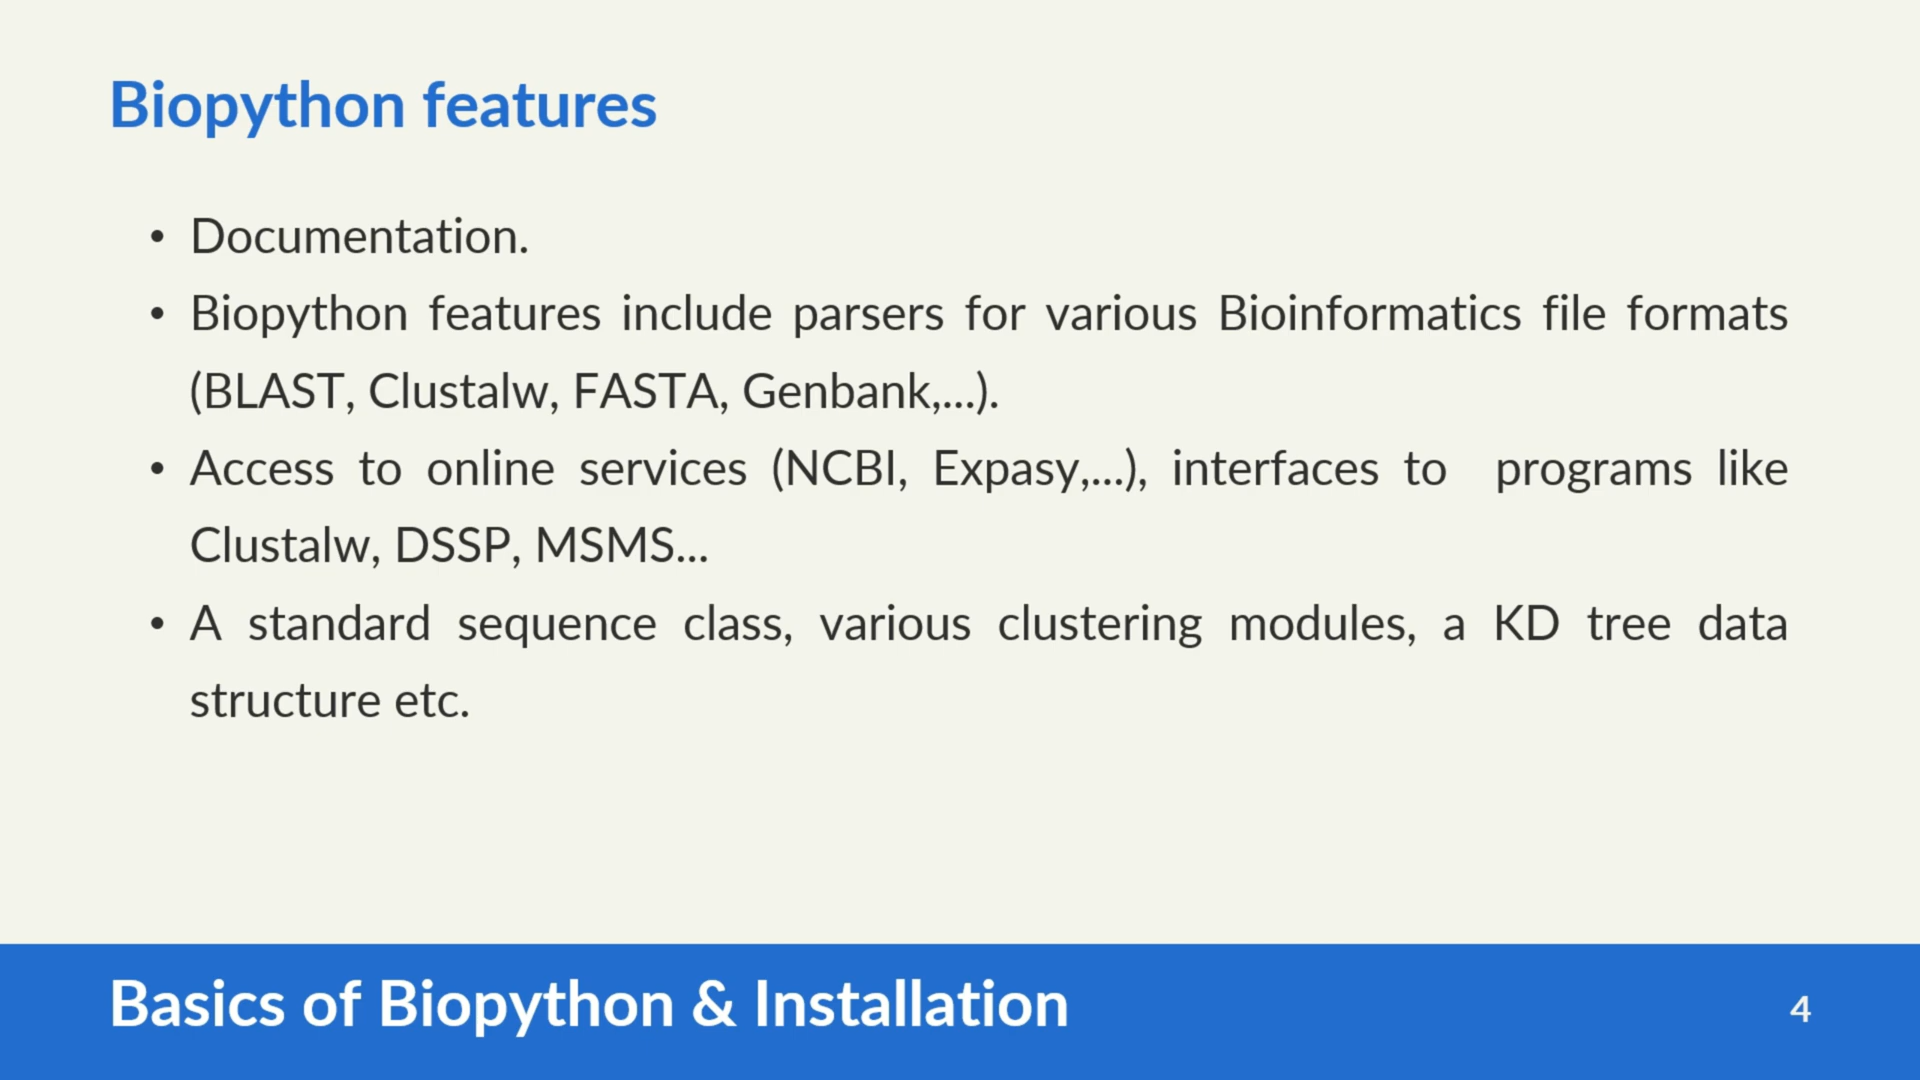 Biopython features
• Documentation.
• Biopython features include parsers for various Bioinformatics file formats
(BLAST, Clustalw, FASTA, Genbank,...).
• Access to online services (NCBI, Expasy,...), interfaces to programs like
Clustalw, DSSP, MSMS...
• A standard sequence class, various clustering modules, a KD tree data
structure etc.
Basics of Biopython & Installation
4